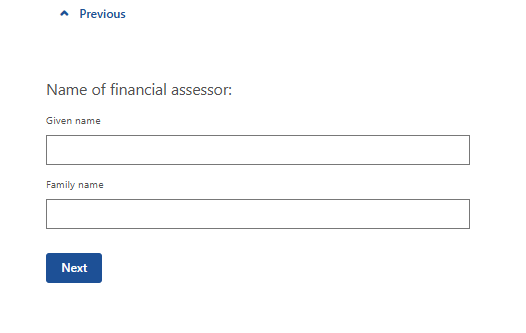 Previous
Name of financial assessor:
Given name
Family name
Next